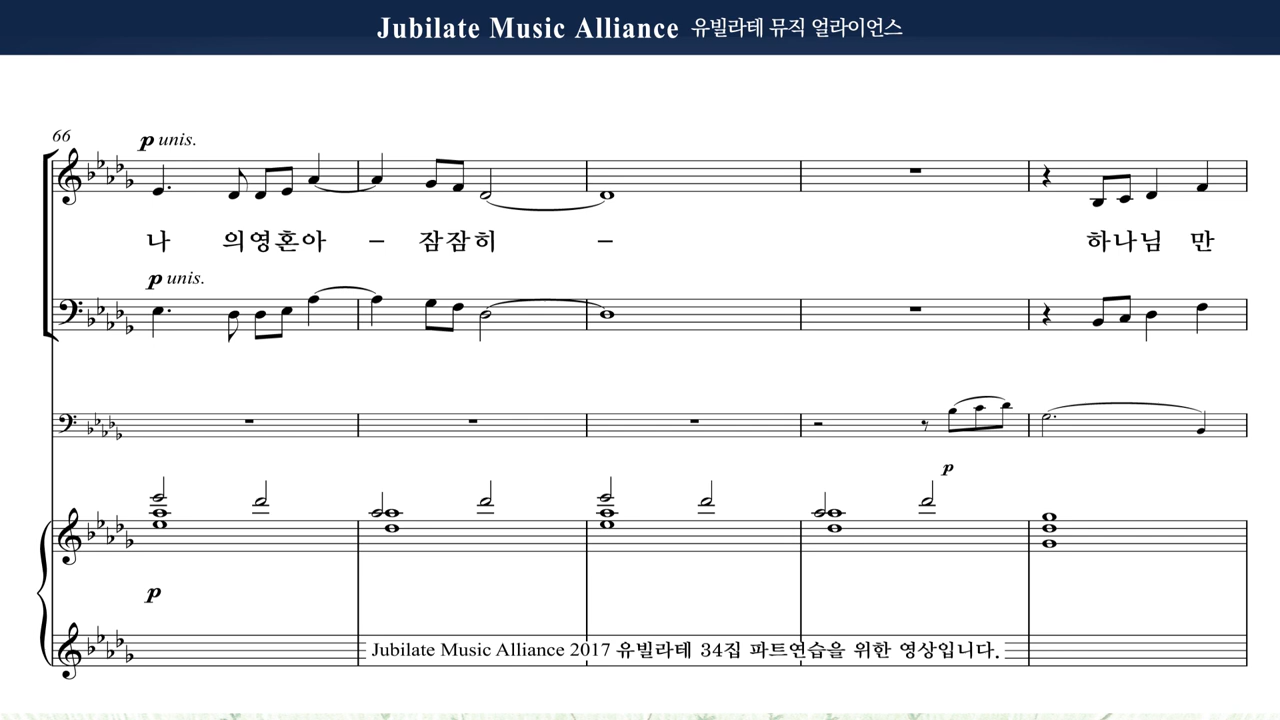 Jubilate Music Alliance 유빌라테 뮤직 얼라이언스
66
p unis.
나 의영혼아 – 잠잠히 – 하나님 만
p unis.
p
p
Jubilate Music Alliance 2017 유빌라테 34집 파트연습을 위한 영상입니다.